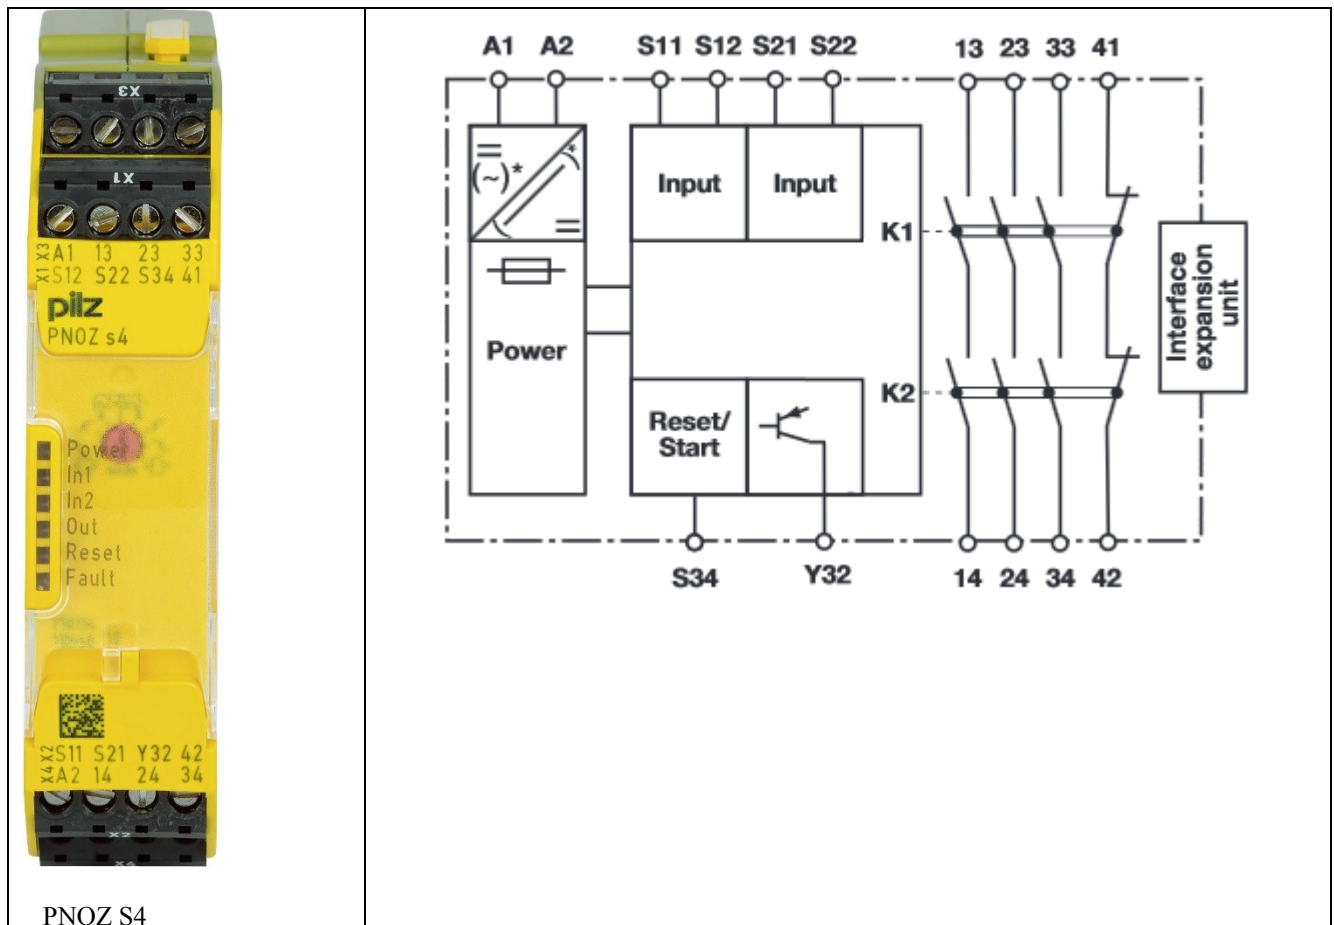 X3
X1
X3 A1 13 23 33
X1 S12 S22 S34 41
pilz
PNOZ s4
Power
In1
In2
Out
Reset
Fault
X2 S11 S21 Y32 42
X4 A2 14 24 34
X2
X4
PNOZ S4
A1 A2 S11 S12 S21 S22 13 23 33 41
= (~)* * =
Input Input
K1
Power
Interface
expansion
unit
K2
Reset/
Start
S34 Y32 14 24 34 42